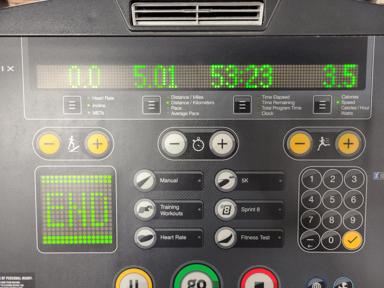 IX
0.0 5.01 53:23 3.5
Heart Rate
Incline
METs
Distance / Miles
Distance / Kilometers
Pace
Average Pace
Time Elapsed
Time Remaining
Total Program Time
Clock
Calories
Speed
Calories / Hour
Watts
END
Manual
5K
Training
Workouts
Sprint 8
Heart Rate
Fitness Test
1 2 3
4 5 6
7 8 9
0
GO